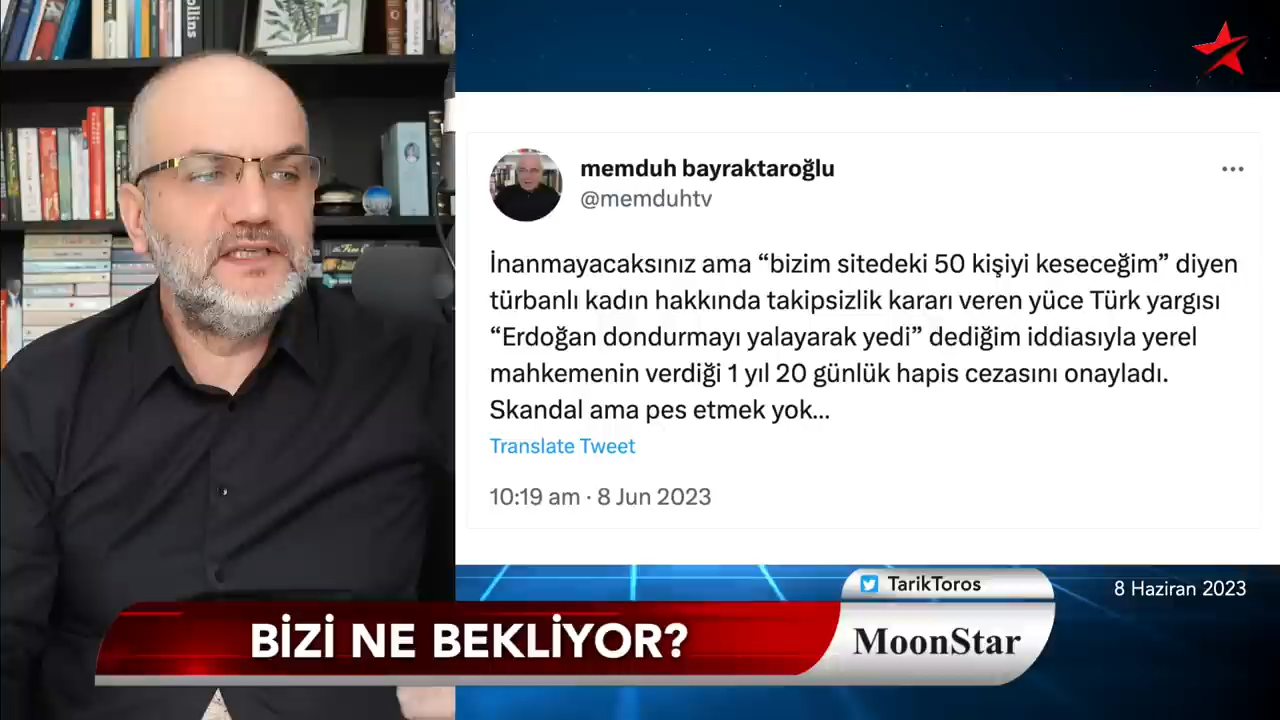 ollins
memduh bayraktaroğlu
@memduhtv
İnanmayacaksınız ama “bizim sitedeki 50 kişiyi keseceğim” diyen
türbanlı kadın hakkında takipsizlik kararı veren yüce Türk yargısı
“Erdoğan dondurmayı yalayarak yedi” dediğim iddiasıyla yerel
mahkemenin verdiği 1 yıl 20 günlük hapis cezasını onayladı.
Skandal ama pes etmek yok...
Translate Tweet
10:19 am · 8 Jun 2023
TarikToros
8 Haziran 2023
BİZİ NE BEKLİYOR?
MoonStar